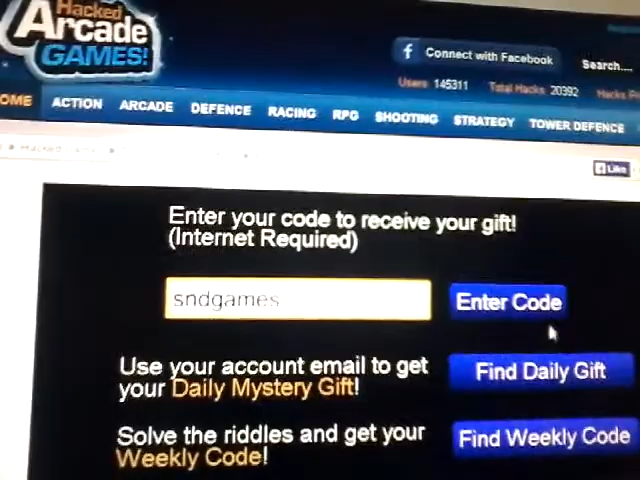 Hacked
Arcade
GAMES!
Connect with Facebook
Search....
Users: 145311 Total Hacks 20392 Hacks
OME ACTION ARCADE DEFENCE RACING RPG SHOOTING STRATEGY TOWER DEFENCE
Like
Enter your code to receive your gift!
(Internet Required)
sndgames
Enter Code
Use your account email to get
your Daily Mystery Gift!
Find Daily Gift
Solve the riddles and get your
Weekly Code!
Find Weekly Code